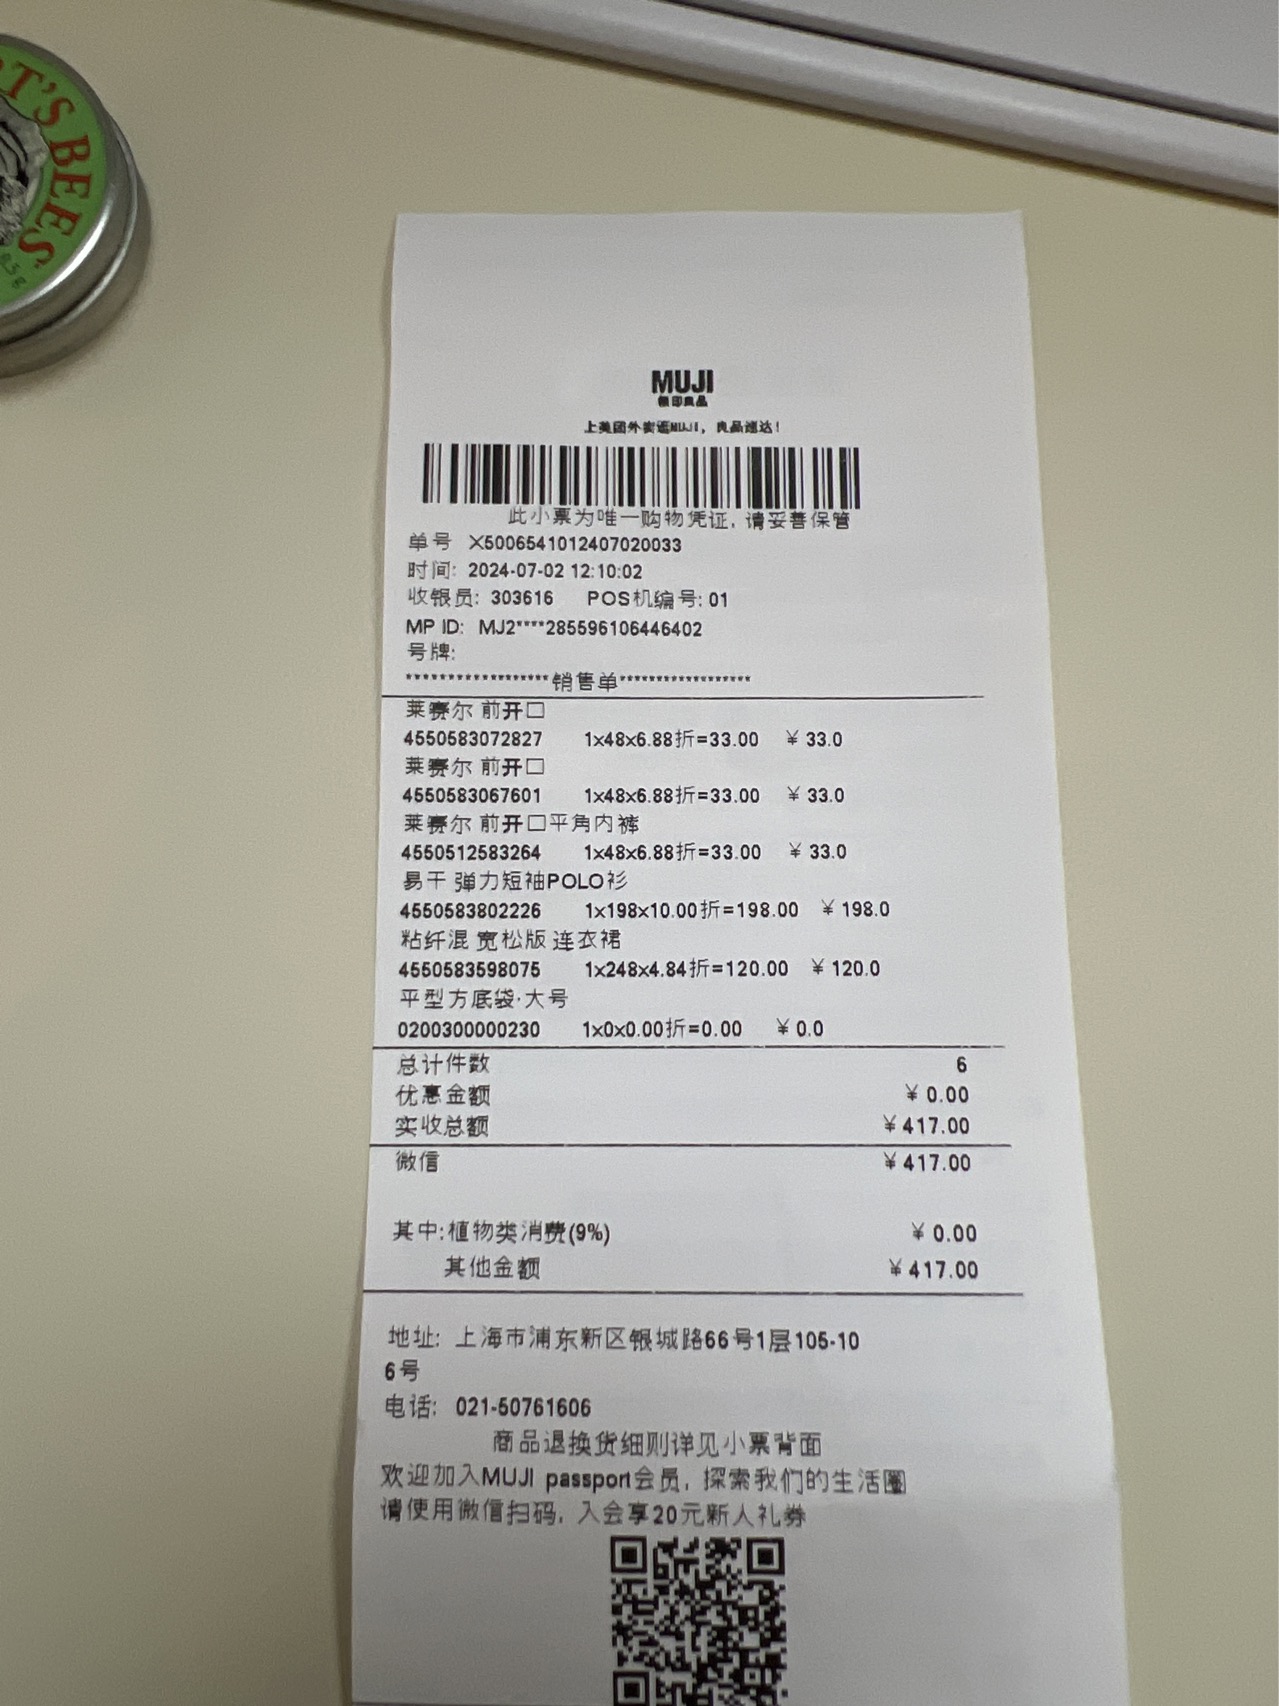 T'S BEES
MUJI
無印良品
上美团外卖逛MUJI，良品速达！
此小票为唯一购物凭证, 请妥善保管
单号 X5006541012407020033
时间: 2024-07-02 12:10:02
收银员: 303616 POS机编号: 01
MP ID: MJ2****285596106446402
号牌:
******************销售单******************
莱赛尔 前开口
4550583072827 1x48x6.88折=33.00 ¥ 33.0
莱赛尔 前开口
4550583067601 1x48x6.88折=33.00 ¥ 33.0
莱赛尔 前开口平角内裤
4550512583264 1x48x6.88折=33.00 ¥ 33.0
易干 弹力短袖POLO衫
4550583802226 1x198x10.00折=198.00 ¥ 198.0
粘纤混 宽松版 连衣裙
4550583598075 1x248x4.84折=120.00 ¥ 120.0
平型方底袋·大号
0200300000230 1x0x0.00折=0.00 ¥ 0.0
总计件数 6
优惠金额 ¥ 0.00
实收总额 ¥ 417.00
微信 ¥ 417.00
其中:植物类消费(9%) ¥ 0.00
其他金额 ¥ 417.00
地址: 上海市浦东新区银城路66号1层105-10
6号
电话: 021-50761606
商品退换货细则详见小票背面
欢迎加入MUJI passport会员, 探索我们的生活圈
请使用微信扫码, 入会享20元新人礼券